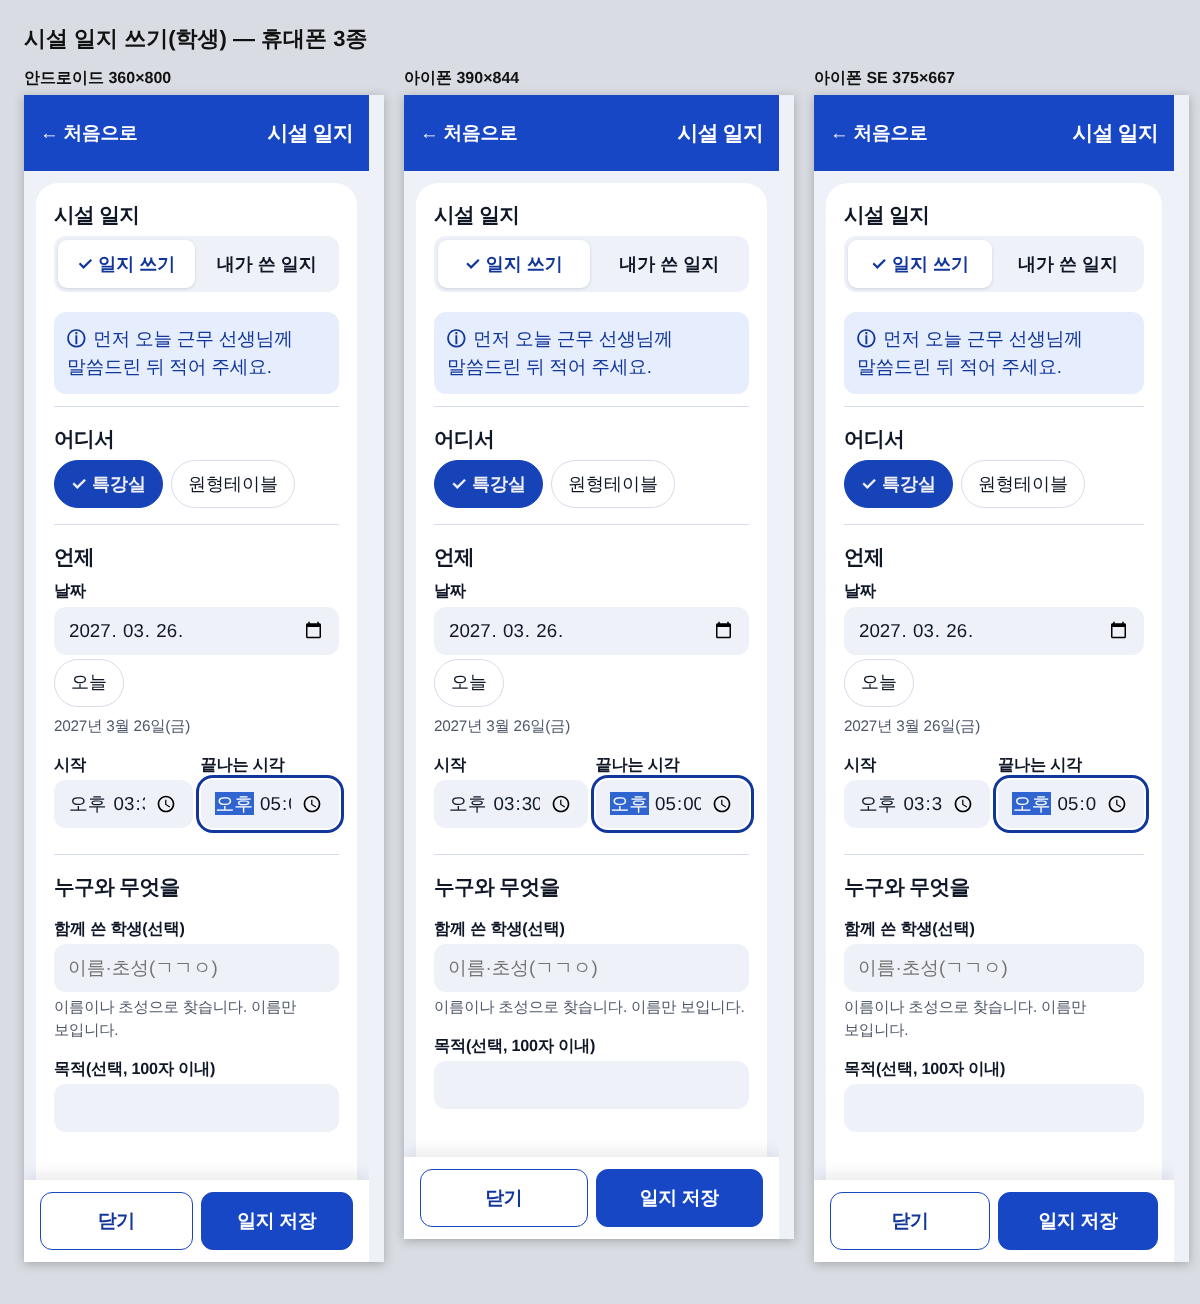 시설 일지 쓰기(학생) — 휴대폰 3종
안드로이드 360×800
← 처음으로
시설 일지
시설 일지
✓ 일지 쓰기
내가 쓴 일지
ⓘ 먼저 오늘 근무 선생님께
말씀드린 뒤 적어 주세요.
어디서
✓ 특강실
원형테이블
언제
날짜
2027. 03. 26.
오늘
2027년 3월 26일(금)
시작
끝나는 시각
오후 03:
오후 05:
누구와 무엇을
함께 쓴 학생(선택)
이름·초성(ㄱㄱㅇ)
이름이나 초성으로 찾습니다. 이름만
보입니다.
목적(선택, 100자 이내)
닫기
일지 저장
아이폰 390×844
← 처음으로
시설 일지
시설 일지
✓ 일지 쓰기
내가 쓴 일지
ⓘ 먼저 오늘 근무 선생님께
말씀드린 뒤 적어 주세요.
어디서
✓ 특강실
원형테이블
언제
날짜
2027. 03. 26.
오늘
2027년 3월 26일(금)
시작
끝나는 시각
오후 03:30
오후 05:00
누구와 무엇을
함께 쓴 학생(선택)
이름·초성(ㄱㄱㅇ)
이름이나 초성으로 찾습니다. 이름만 보입니다.
목적(선택, 100자 이내)
닫기
일지 저장
아이폰 SE 375×667
← 처음으로
시설 일지
시설 일지
✓ 일지 쓰기
내가 쓴 일지
ⓘ 먼저 오늘 근무 선생님께
말씀드린 뒤 적어 주세요.
어디서
✓ 특강실
원형테이블
언제
날짜
2027. 03. 26.
오늘
2027년 3월 26일(금)
시작
끝나는 시각
오후 03:3
오후 05:0
누구와 무엇을
함께 쓴 학생(선택)
이름·초성(ㄱㄱㅇ)
이름이나 초성으로 찾습니다. 이름만
보입니다.
목적(선택, 100자 이내)
닫기
일지 저장